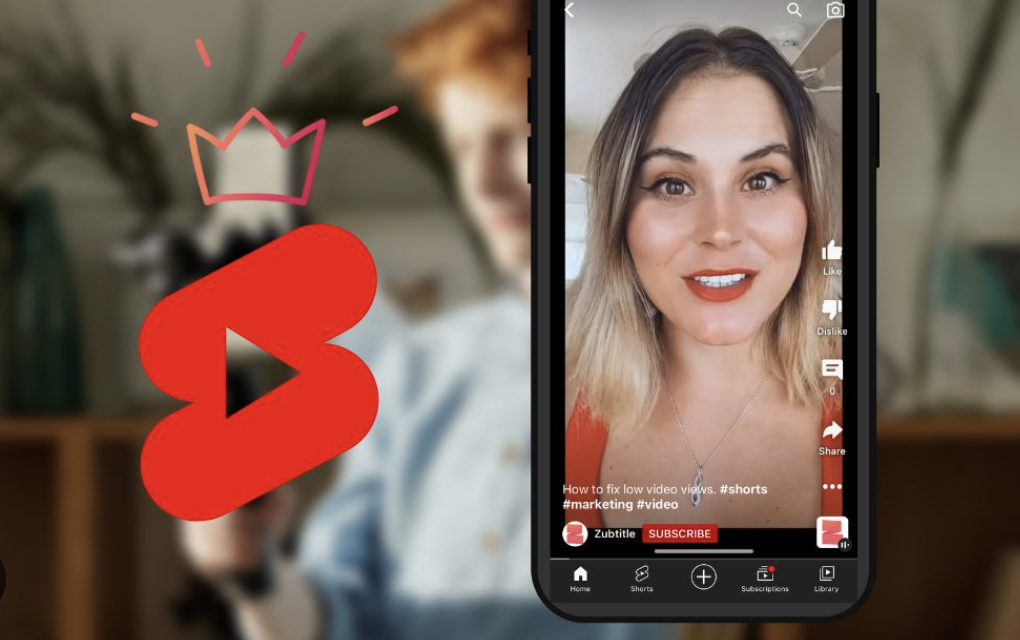 Like
Dislike
0
Share
How to fix low video views. #shorts
#marketing #video
Zubtitle SUBSCRIBE
Home Shorts Subscriptions Library